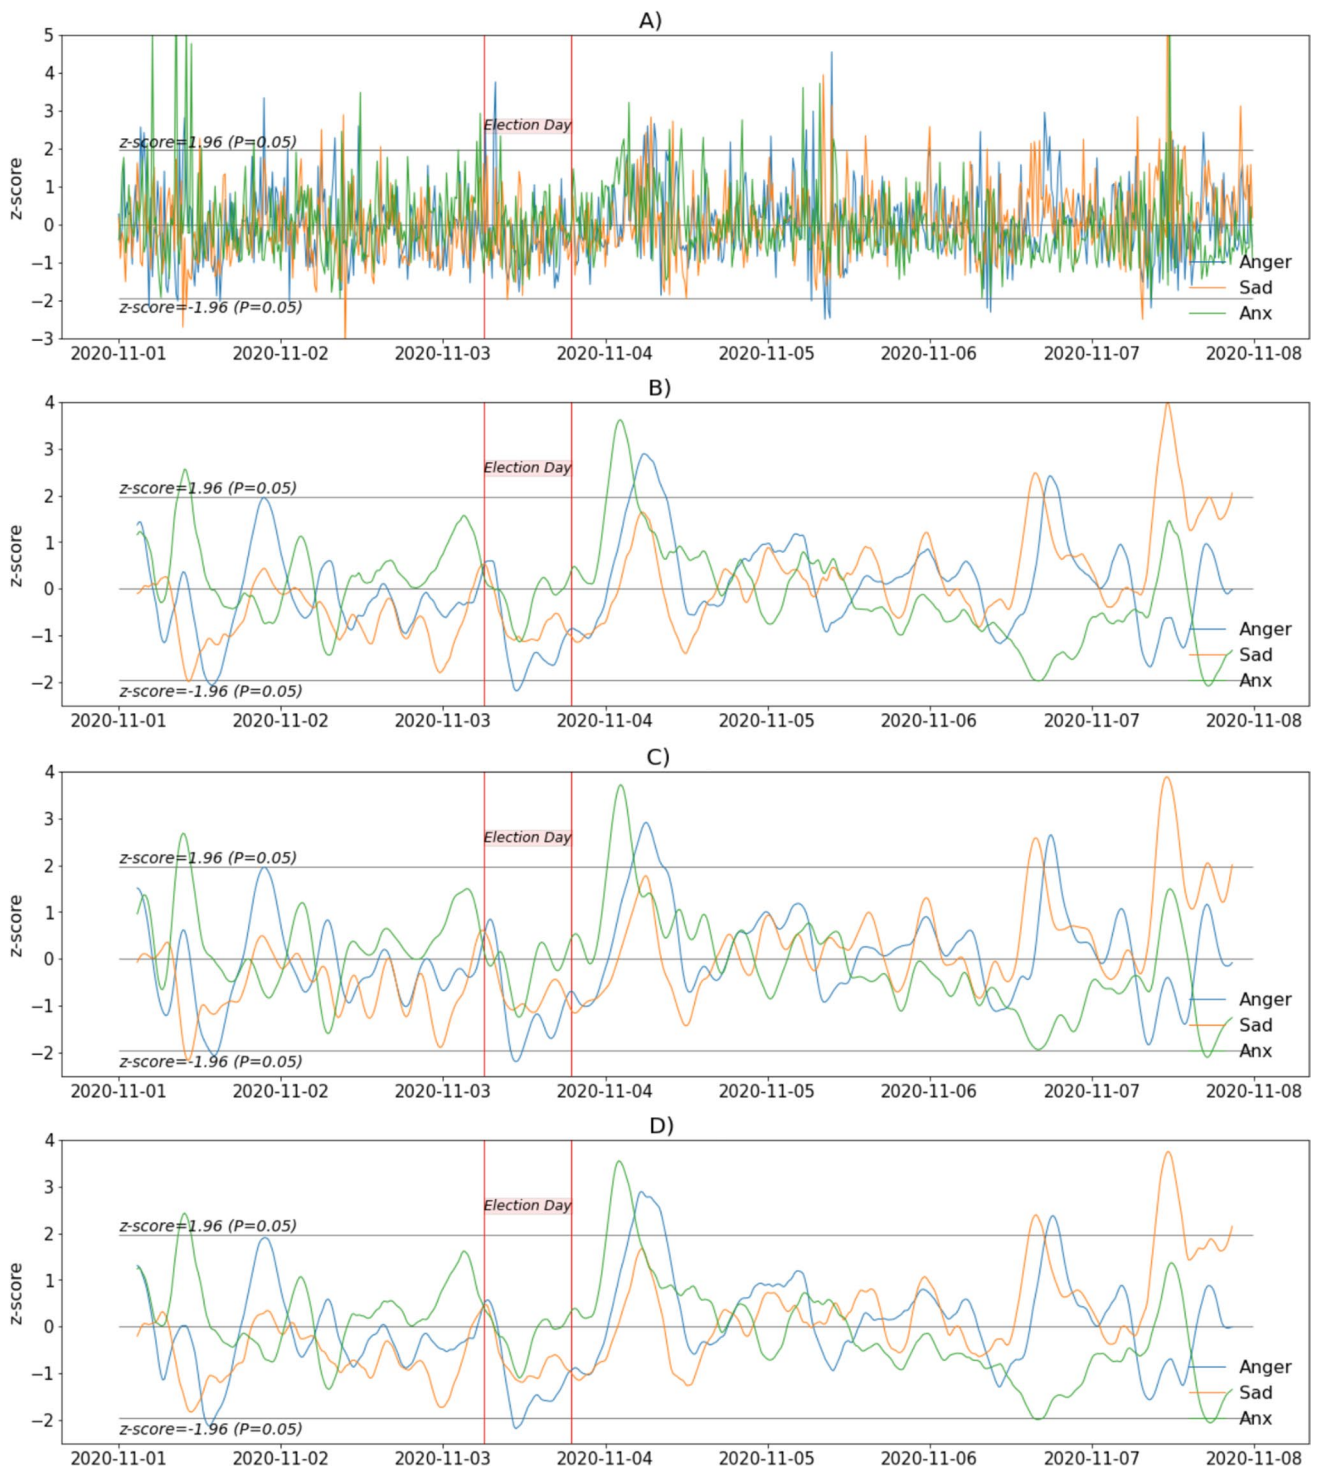 A)
5
4
3
2
1
0
−1
−2
−3
z-score
z-score=1.96 (P=0.05)
Election Day
z-score=-1.96 (P=0.05)
Anger
Sad
Anx
2020-11-01 2020-11-02 2020-11-03 2020-11-04 2020-11-05 2020-11-06 2020-11-07 2020-11-08
B)
4
3
2
1
0
−1
−2
z-score
Election Day
z-score=1.96 (P=0.05)
z-score=-1.96 (P=0.05)
Anger
Sad
Anx
2020-11-01 2020-11-02 2020-11-03 2020-11-04 2020-11-05 2020-11-06 2020-11-07 2020-11-08
C)
4
3
2
1
0
−1
−2
z-score
Election Day
z-score=1.96 (P=0.05)
z-score=-1.96 (P=0.05)
Anger
Sad
Anx
2020-11-01 2020-11-02 2020-11-03 2020-11-04 2020-11-05 2020-11-06 2020-11-07 2020-11-08
D)
4
3
2
1
0
−1
−2
z-score
Election Day
z-score=1.96 (P=0.05)
z-score=-1.96 (P=0.05)
Anger
Sad
Anx
2020-11-01 2020-11-02 2020-11-03 2020-11-04 2020-11-05 2020-11-06 2020-11-07 2020-11-08